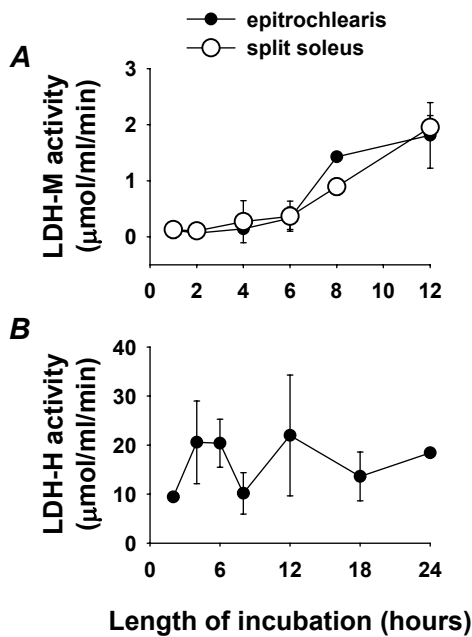 epitrochlearis
split soleus
A
LDH-M activity
(μmol/ml/min)
3
2
1
0
0 2 4 6 8 10 12
B
LDH-H activity
(μmol/ml/min)
40
30
20
10
0
0 6 12 18 24
Length of incubation (hours)